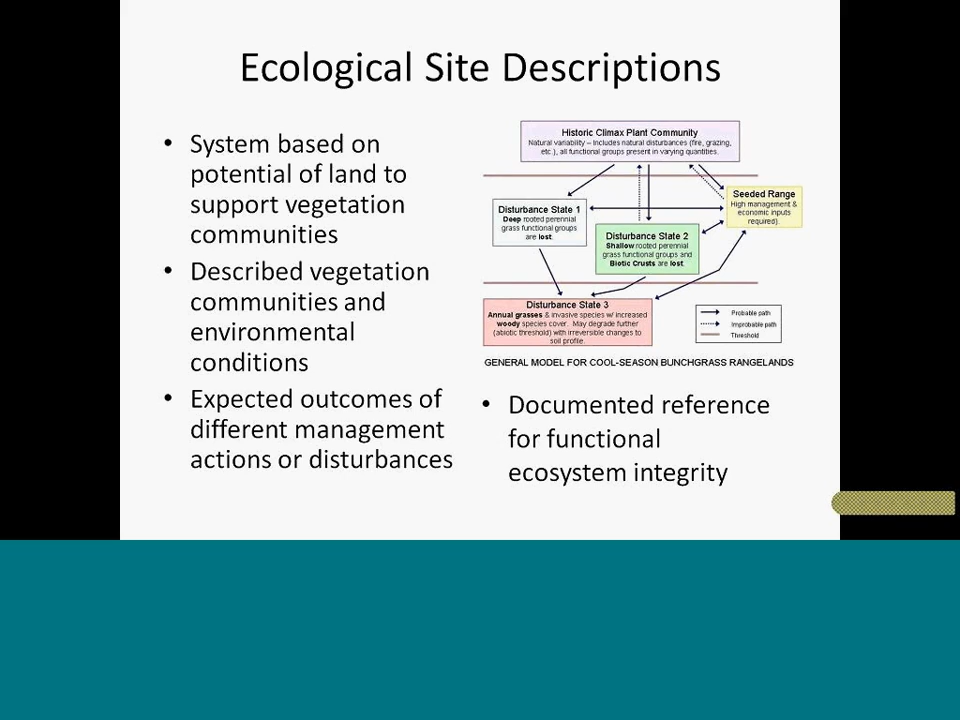 Ecological Site Descriptions
• System based on
potential of land to
support vegetation
communities
• Described vegetation
communities and
environmental
conditions
• Expected outcomes of
different management
actions or disturbances
Historic Climax Plant Community
Natural variability – Includes natural disturbances (fire, grazing,
etc.), all functional groups present in varying quantities.
Seeded Range
High management &
economic inputs
required).
Disturbance State 1
Deep rooted perennial
grass functional groups
are lost.
Disturbance State 2
Shallow rooted perennial
grass functional groups and
Biotic Crusts are lost.
Disturbance State 3
Annual grasses & invasive species w/ increased
woody species cover. May degrade further
(abiotic threshold) with irreversible changes to
soil profile.
Probable path
Improbable path
Threshold
GENERAL MODEL FOR COOL-SEASON BUNCHGRASS RANGELANDS
• Documented reference
for functional
ecosystem integrity